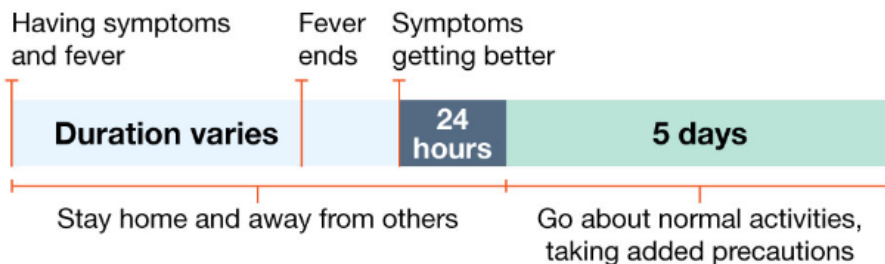 Having symptoms
and fever
Fever
ends
Symptoms
getting better
Duration varies
24
hours
5 days
Stay home and away from others
Go about normal activities,
taking added precautions